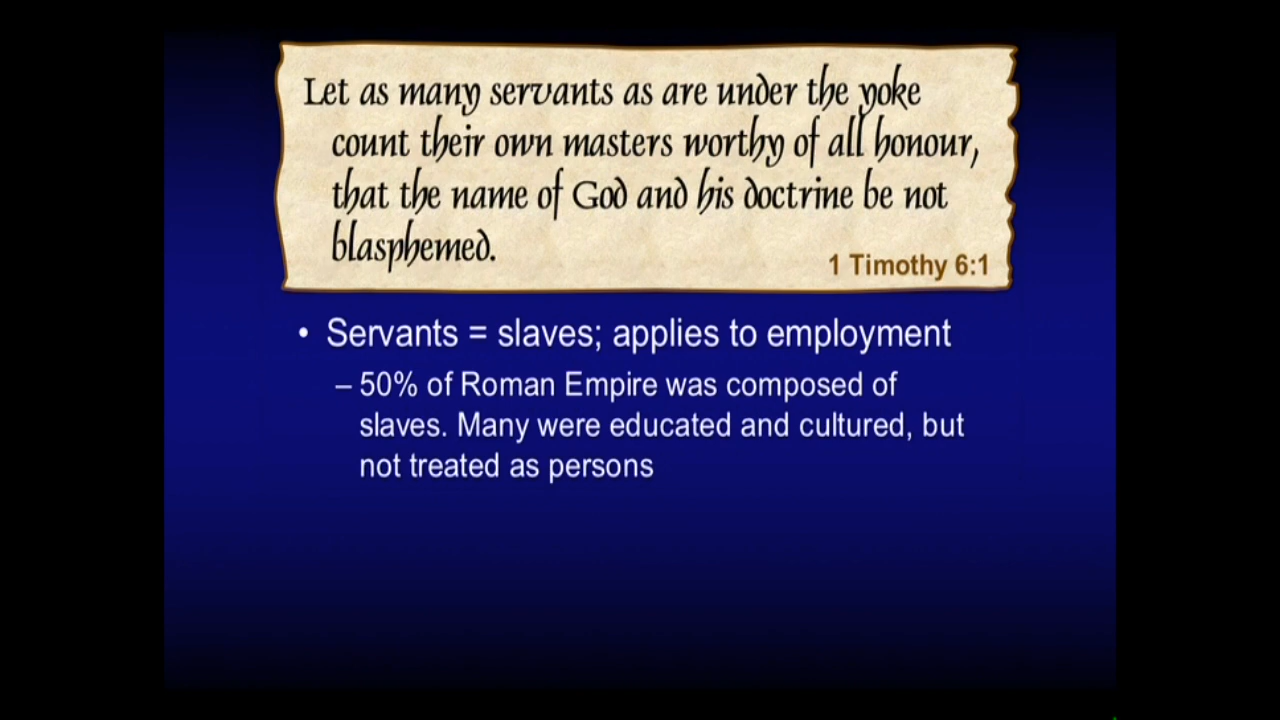 Let as many servants as are under the yoke
count their own masters worthy of all honour,
that the name of God and his doctrine be not
blasphemed.
1 Timothy 6:1
• Servants = slaves; applies to employment
– 50% of Roman Empire was composed of
slaves. Many were educated and cultured, but
not treated as persons